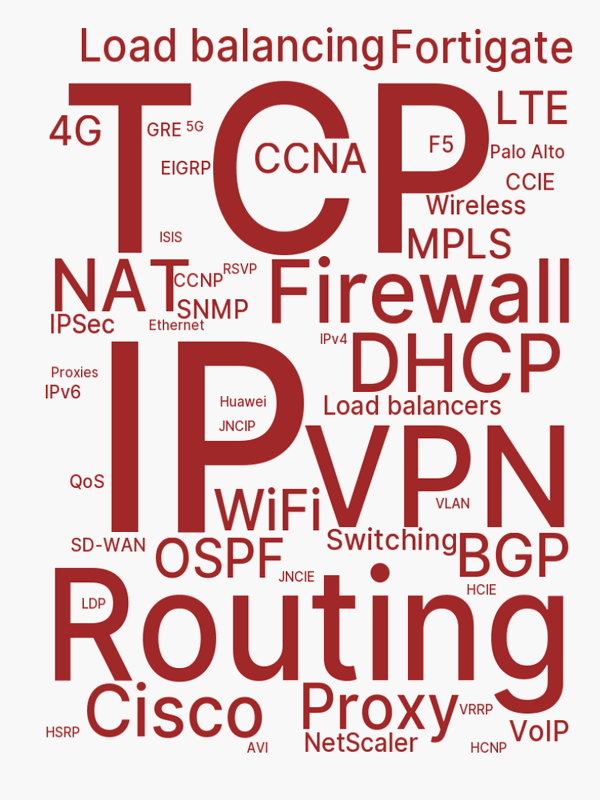 Load balancing Fortigate
TCP
LTE
4G
GRE 5G
F5
EIGRP
CCNA
Palo Alto
CCIE
Wireless
ISIS
MPLS
NAT
CCNP
RSVP
Firewall
SNMP
IPSec
Ethernet
IPv4
DHCP
IP
Proxies
IPv6
Huawei
Load balancers
JNCIP
VPN
QoS
WiFi
VLAN
SD-WAN
OSPF
Switching
BGP
JNCIE
HCIE
Routing
LDP
Cisco
Proxy
VRRP
HSRP
AVI
NetScaler
HCNP
VoIP